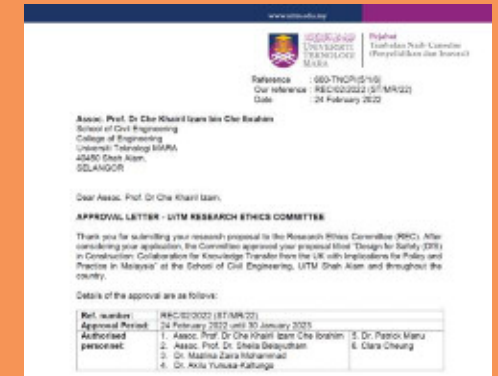 www.uitm.edu.my
UNIVERSITI
TEKNOLOGI
MARA
Pejabat
Timbalan Naib Canselor
(Penyelidikan dan Inovasi)
Reference : 600-TNCPI(5/1/6)
Our reference : REC/02/2022 (ST/MR/22)
Date : 24 February 2022
Assoc. Prof. Dr Che Khairil Izam bin Che Ibrahim
School of Civil Engineering
College of Engineering
Universiti Teknologi MARA
40450 Shah Alam.
SELANGOR
Dear Assoc. Prof. Dr Che Khairil Izam,
APPROVAL LETTER - UiTM RESEARCH ETHICS COMMITTEE
Thank you for submitting your research proposal to the Research Ethics Committee (REC). After
considering your application, the Committee approved your proposal titled "Design for Safety (DfS)
in Construction: Collaboration for Knowledge Transfer from the UK with Implications for Policy and
Practice in Malaysia" at the School of Civil Engineering, UiTM Shah Alam and throughout the
country.
Details of the approval are as follows:
Ref. number: REC/02/2022 (ST/MR/22)
Approval Period: 24 February 2022 until 30 January 2023
Authorised personnel:
1. Assoc. Prof. Dr Che Khairil Izam Che Ibrahim 5. Dr. Patrick Manu
2. Assoc. Prof. Dr. Sheila Belayutham 6. Clara Cheung
3. Dr. Mazlina Zaira Mohammad
4. Dr. Akilu Yunusa-Kaltungo